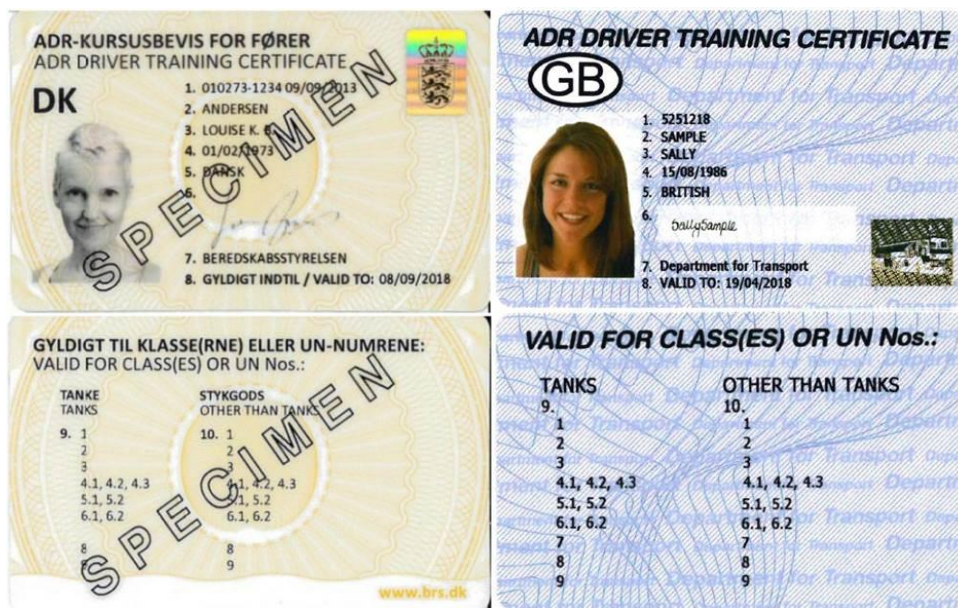 ADR-KURSUSBEVIS FOR FØRER
ADR DRIVER TRAINING CERTIFICATE
DK
1. 010273-1234 09/09/2013
2. ANDERSEN
3. LOUISE K. B.
4. 01/02/1973
5. DANSK
6.
7. BEREDSKABSSTYRELSEN
8. GYLDIGT INDTIL / VALID TO: 08/09/2018
SPECIMEN
ADR DRIVER TRAINING CERTIFICATE
GB
1. 5251218
2. SAMPLE
3. SALLY
4. 15/08/1986
5. BRITISH
6. SallySample
7. Department for Transport
8. VALID TO: 19/04/2018
GYLDIGT TIL KLASSE(RNE) ELLER UN-NUMRENE:
VALID FOR CLASS(ES) OR UN Nos.:
TANKE STYKGODS
TANKS OTHER THAN TANKS
9. 1 10. 1
2 2
3 3
4.1, 4.2, 4.3 4.1, 4.2, 4.3
5.1, 5.2 5.1, 5.2
6.1, 6.2 6.1, 6.2
8 8
9 9
SPECIMEN
www.brs.dk
VALID FOR CLASS(ES) OR UN Nos.:
TANKS OTHER THAN TANKS
9. 10.
1 1
2 2
3 3
4.1, 4.2, 4.3 4.1, 4.2, 4.3
5.1, 5.2 5.1, 5.2
6.1, 6.2 6.1, 6.2
7 7
8 8
9 9